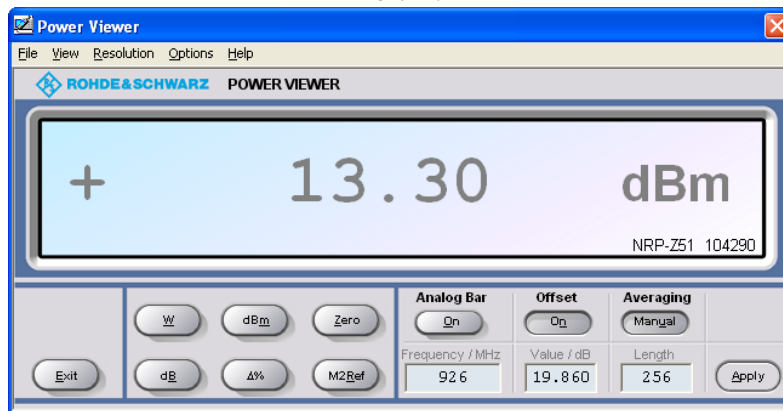 Power Viewer
File View Resolution Options Help
ROHDE&SCHWARZ POWER VIEWER
+ 13.30 dBm
NRP-Z51 104290
Analog Bar Offset Averaging
W dBm Zero On On Manual
Frequency / MHz Value / dB Length
Exit dB Δ% M2Ref 926 19.860 256 Apply